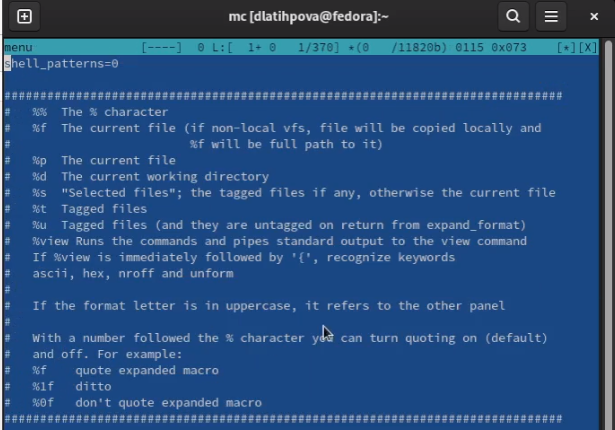 mc [dlatihpova@fedora]:~
menu [----] 0 L:[ 1+ 0 1/370] *(0 /11820b) 0115 0x073 [*][X]
shell_patterns=0
###############################################################################
# %% The % character
# %f The current file (if non-local vfs, file will be copied locally and
# %f will be full path to it)
# %p The current file
# %d The current working directory
# %s "Selected files"; the tagged files if any, otherwise the current file
# %t Tagged files
# %u Tagged files (and they are untagged on return from expand_format)
# %view Runs the commands and pipes standard output to the view command
# If %view is immediately followed by '{', recognize keywords
# ascii, hex, nroff and unform
#
# If the format letter is in uppercase, it refers to the other panel
#
# With a number followed the % character you can turn quoting on (default)
# and off. For example:
# %f quote expanded macro
# %1f ditto
# %0f don't quote expanded macro
###############################################################################